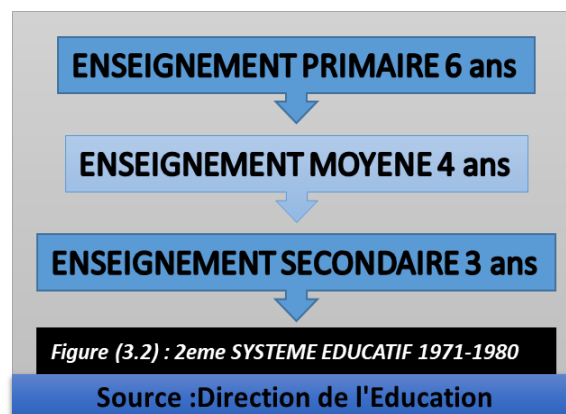 ENSEIGNEMENT PRIMAIRE 6 ans
ENSEIGNEMENT MOYENE 4 ans
ENSEIGNEMENT SECONDAIRE 3 ans
Figure (3.2) : 2eme SYSTEME EDUCATIF 1971-1980
Source :Direction de l'Education